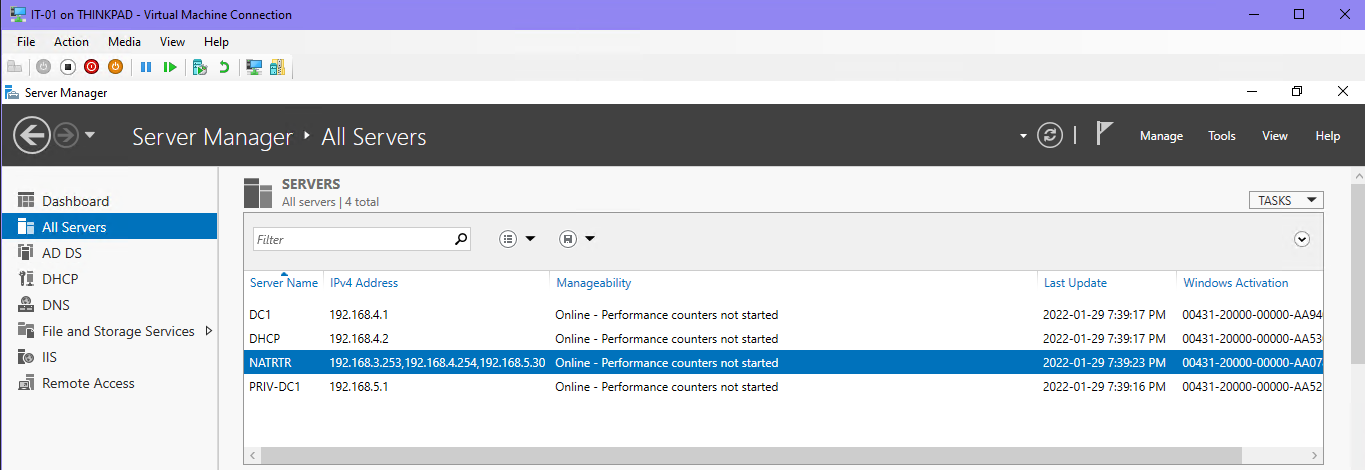 IT-01 on THINKPAD - Virtual Machine Connection
File Action Media View Help
Server Manager
Server Manager ‣ All Servers
Manage Tools View Help
Dashboard
All Servers
AD DS
DHCP
DNS
File and Storage Services
IIS
Remote Access
SERVERS
All servers | 4 total
TASKS
Filter
Server Name IPv4 Address Manageability Last Update Windows Activation
DC1 192.168.4.1 Online - Performance counters not started 2022-01-29 7:39:17 PM 00431-20000-00000-AA94
DHCP 192.168.4.2 Online - Performance counters not started 2022-01-29 7:39:17 PM 00431-20000-00000-AA53
NATRTR 192.168.3.253,192.168.4.254,192.168.5.30 Online - Performance counters not started 2022-01-29 7:39:23 PM 00431-20000-00000-AA07
PRIV-DC1 192.168.5.1 Online - Performance counters not started 2022-01-29 7:39:16 PM 00431-20000-00000-AA52